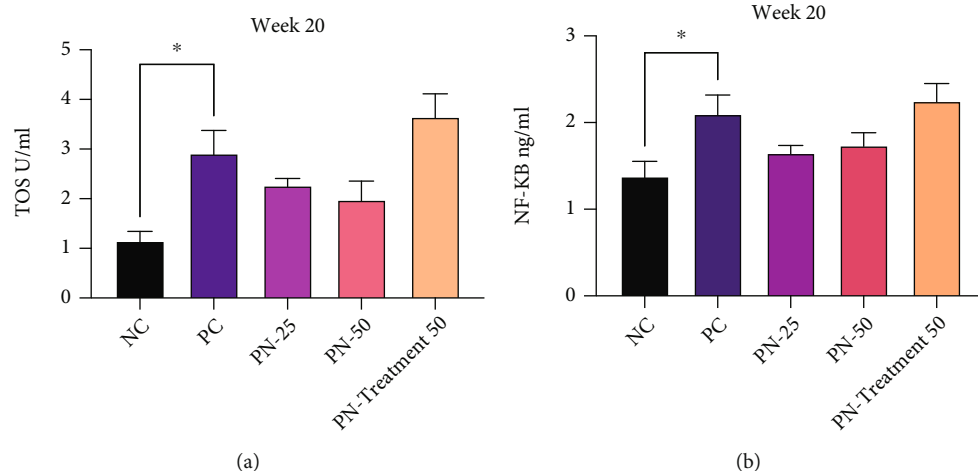 Week 20
*
TOS U/ml
5
4
3
2
1
0
NC
PC
PN-25
PN-50
PN-Treatment 50
(a)
Week 20
*
NF-KB ng/ml
3
2
1
0
NC
PC
PN-25
PN-50
PN-Treatment 50
(b)